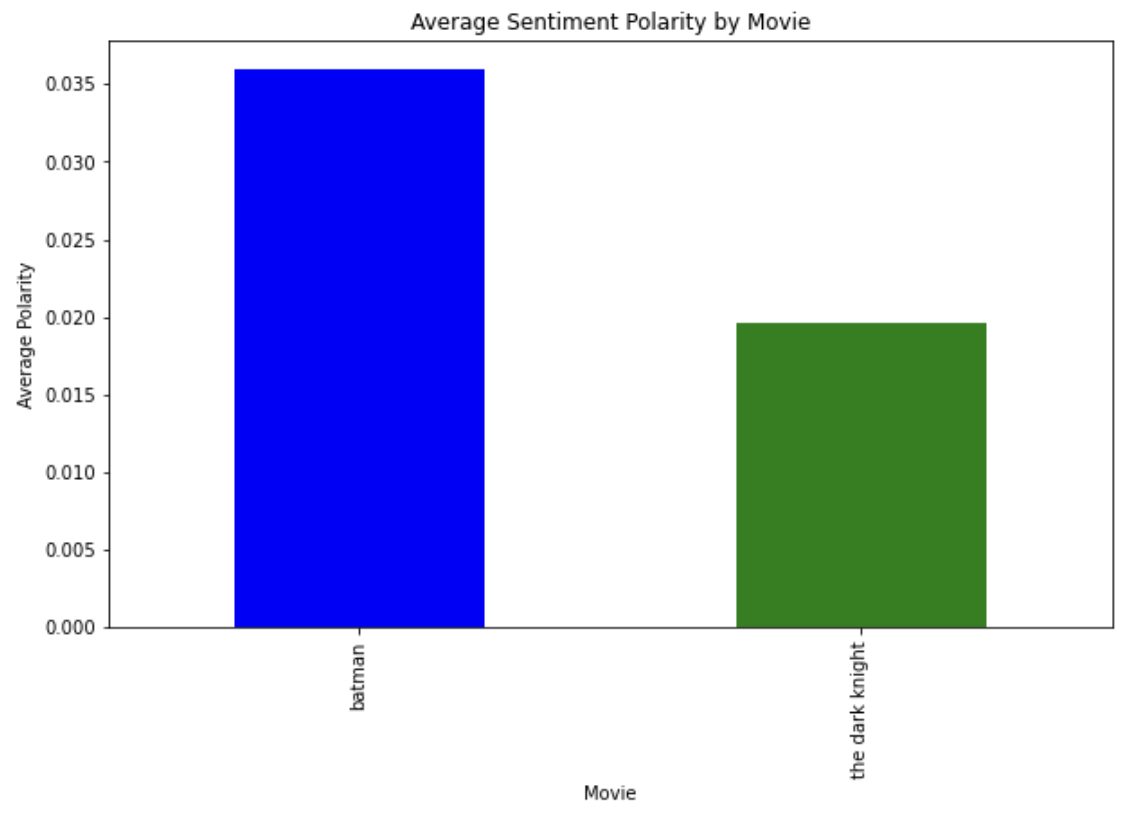 Average Sentiment Polarity by Movie
Average Polarity
0.035
0.030
0.025
0.020
0.015
0.010
0.005
0.000
batman
the dark knight
Movie